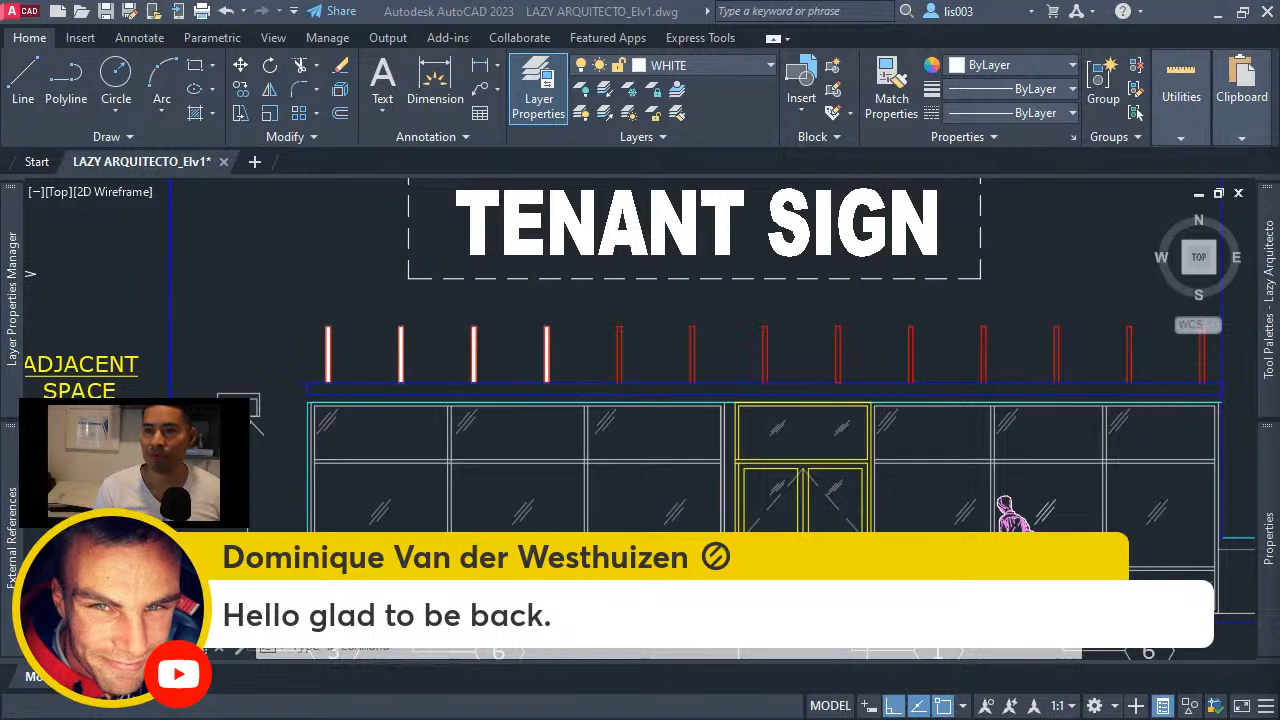 A CAD
Share
Autodesk AutoCAD 2023 LAZY ARQUITECTO_Elv1.dwg
Type a keyword or phrase
lis003
Home Insert Annotate Parametric View Manage Output Add-ins Collaborate Featured Apps Express Tools
Line
Polyline
Circle
Arc
Text
Dimension
Layer
Properties
WHITE
Insert
Match
Properties
ByLayer
ByLayer
ByLayer
Group
Utilities
Clipboard
Draw
Modify
Annotation
Layers
Block
Properties
Groups
Start
LAZY ARQUITECTO_Elv1*
[−][Top][2D Wireframe]
TENANT SIGN
N
W
TOP
E
S
WCS
Layer Properties Manager
External References
Tool Palettes - Lazy Arquitecto
Properties
ADJACENT
SPACE
Dominique Van der Westhuizen
Hello glad to be back.
6
1
6
MODEL
1:1